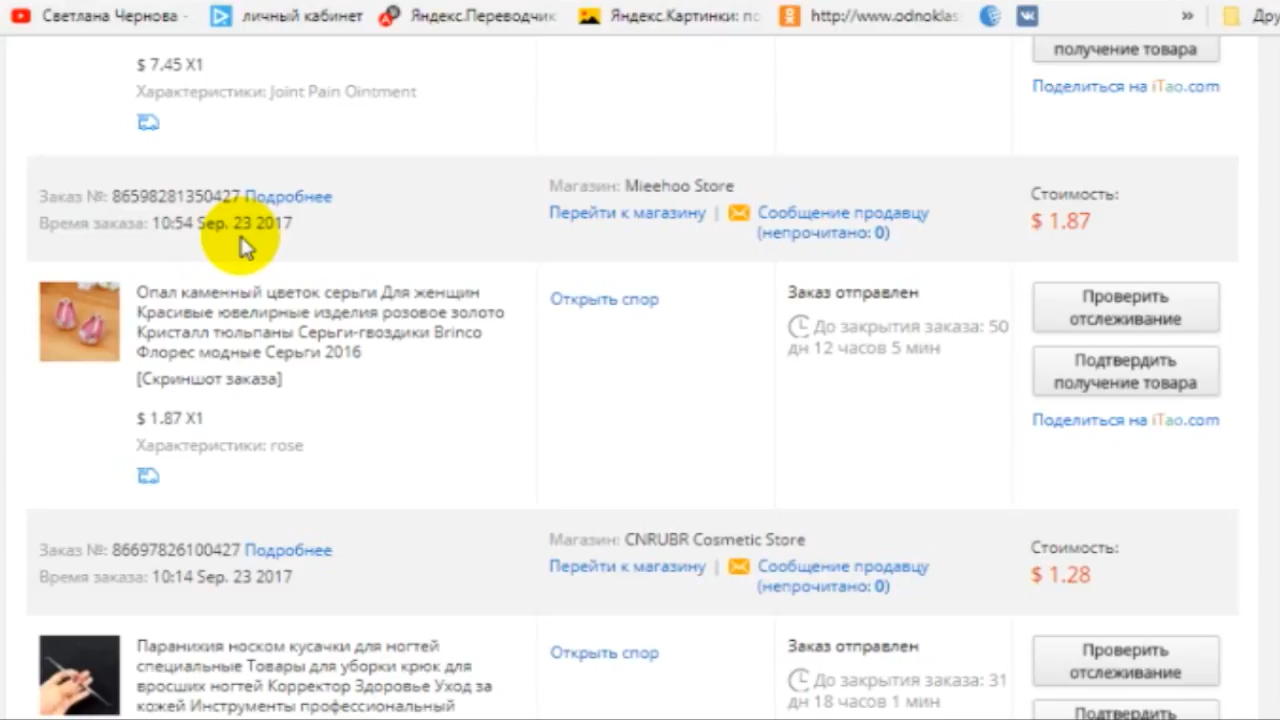 Светлана Чернова -
личный кабинет
Яндекс.Переводчик
Яндекс.Картинки: по
http://www.odnoklas
»
Дру
$ 7.45 X1
Характеристики: Joint Pain Ointment
получение товара
Поделиться на iTao.com
Заказ №: 86598281350427 Подробнее
Время заказа: 10:54 Sep. 23 2017
Магазин: Mieehoo Store
Перейти к магазину | Сообщение продавцу
(непрочитано: 0)
Стоимость:
$ 1.87
Опал каменный цветок серьги Для женщин
Красивые ювелирные изделия розовое золото
Кристалл тюльпаны Серьги-гвоздики Brinco
Флорес модные Серьги 2016
[Скриншот заказа]
$ 1.87 X1
Характеристики: rose
Открыть спор
Заказ отправлен
До закрытия заказа: 50
дн 12 часов 5 мин
Проверить
отслеживание
Подтвердить
получение товара
Поделиться на iTao.com
Заказ №: 86697826100427 Подробнее
Время заказа: 10:14 Sep. 23 2017
Магазин: CNRUBR Cosmetic Store
Перейти к магазину | Сообщение продавцу
(непрочитано: 0)
Стоимость:
$ 1.28
Паранихия носком кусачки для ногтей
специальные Товары для уборки крюк для
вросших ногтей Корректор Здоровье Уход за
кожей Инструменты профессиональный
Открыть спор
Заказ отправлен
До закрытия заказа: 31
дн 18 часов 1 мин
Проверить
отслеживание
Подтвердить